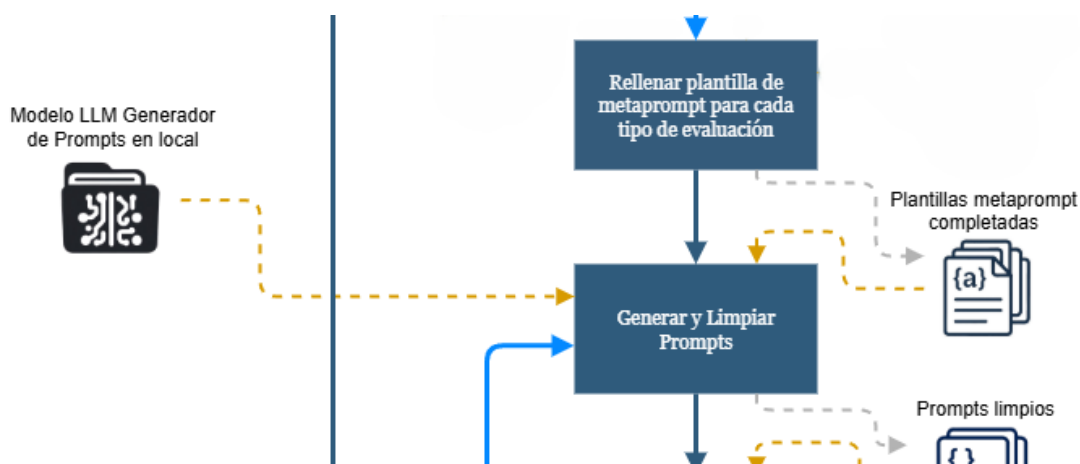 Rellenar plantilla de
metaprompt para cada
tipo de evaluación
Modelo LLM Generador
de Prompts en local
Plantillas metaprompt
completadas
{a}
Generar y Limpiar
Prompts
Prompts limpios
{}